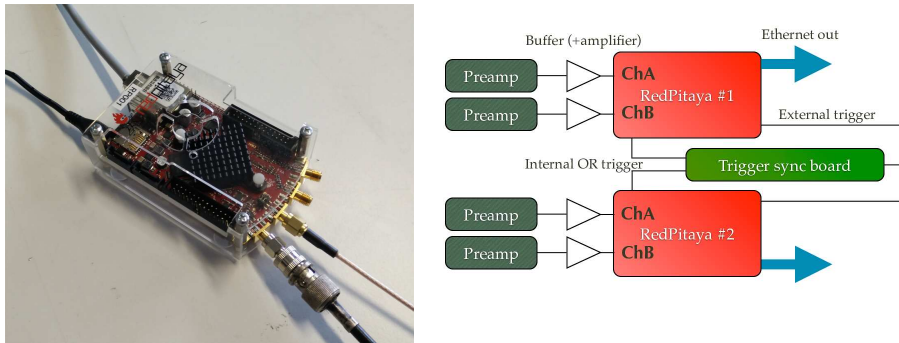 RP001
Buffer (+amplifier)
Ethernet out
Preamp
ChA
RedPitaya #1
Preamp
ChB
External trigger
Internal OR trigger
Trigger sync board
Preamp
ChA
RedPitaya #2
Preamp
ChB